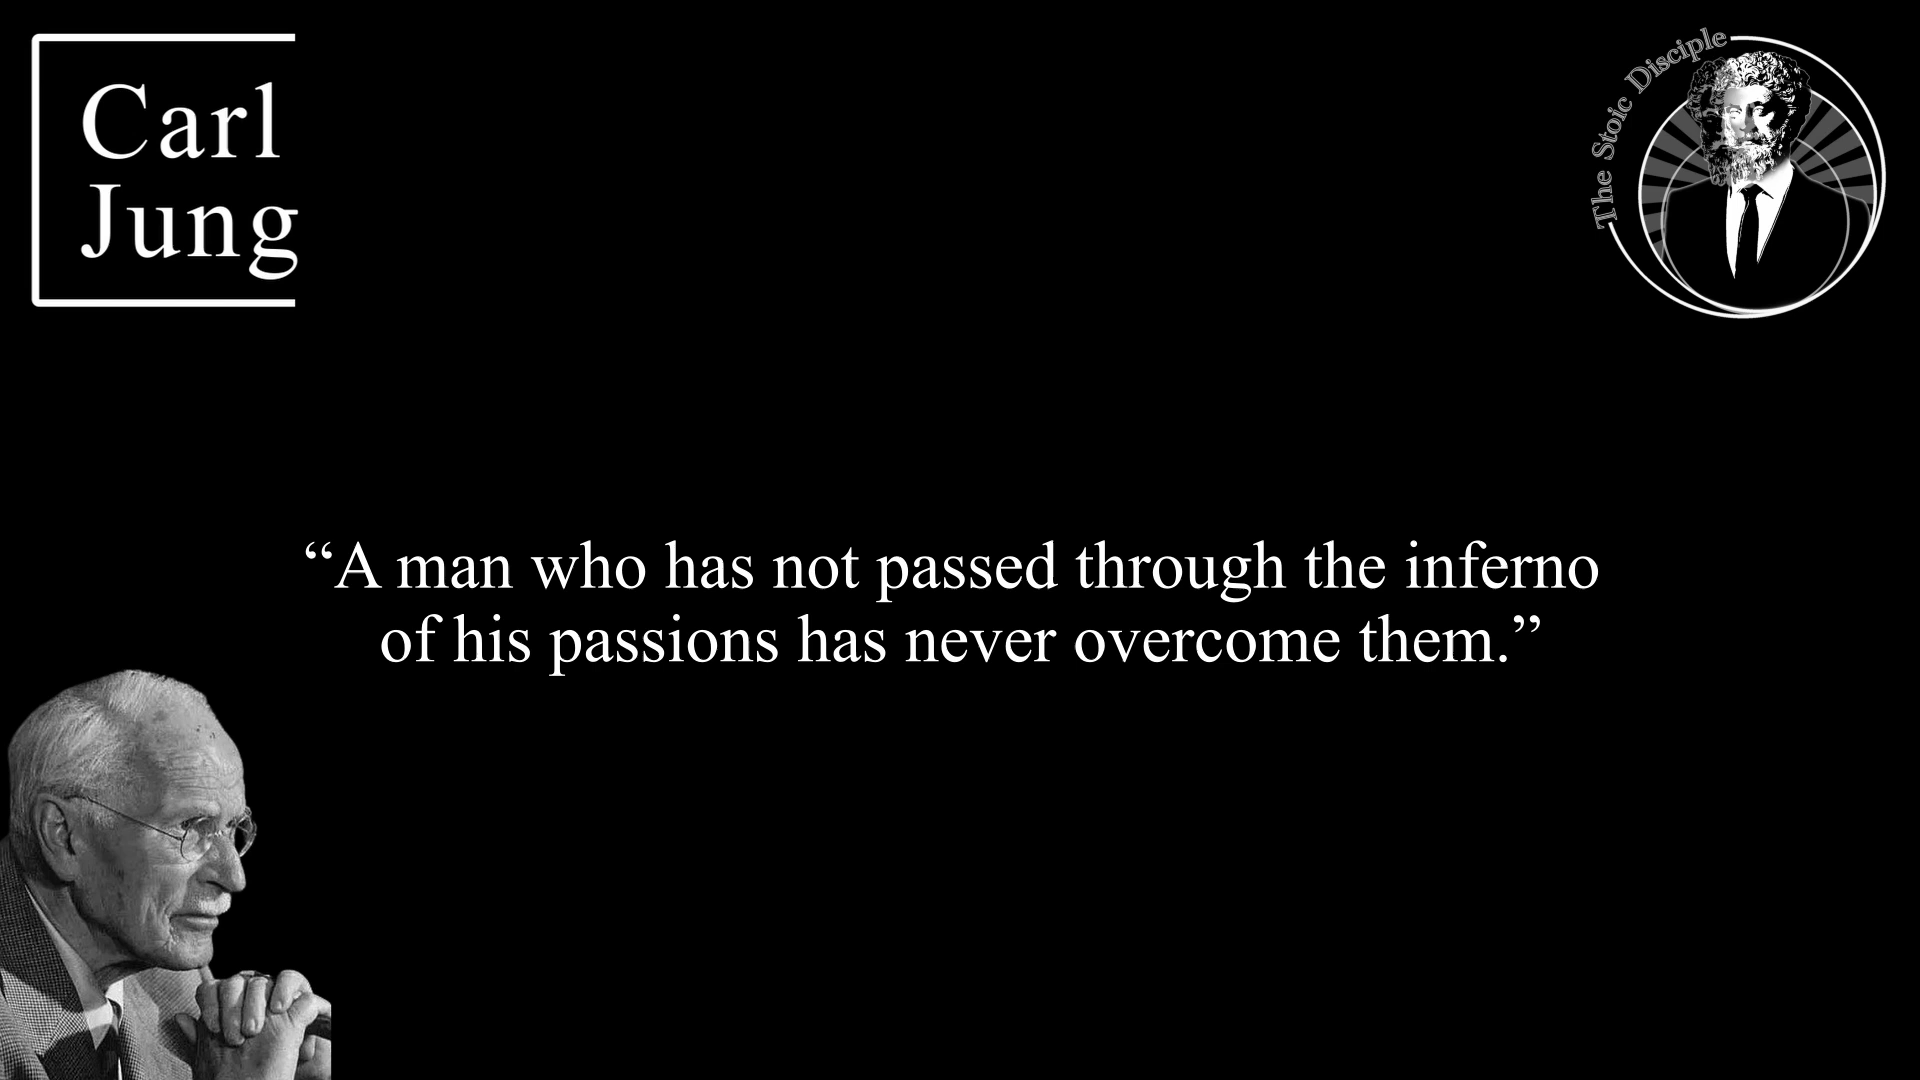 Carl
Jung
The Stoic Disciple
“A man who has not passed through the inferno
of his passions has never overcome them.”